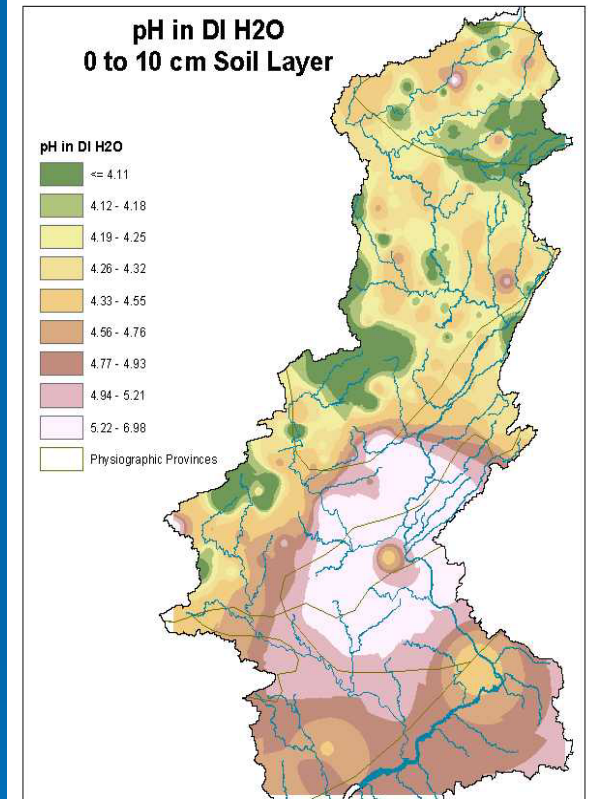 pH in DI H2O
0 to 10 cm Soil Layer
pH in DI H2O
<= 4.11
4.12 - 4.18
4.19 - 4.25
4.26 - 4.32
4.33 - 4.55
4.56 - 4.76
4.77 - 4.93
4.94 - 5.21
5.22 - 6.98
Physiographic Provinces